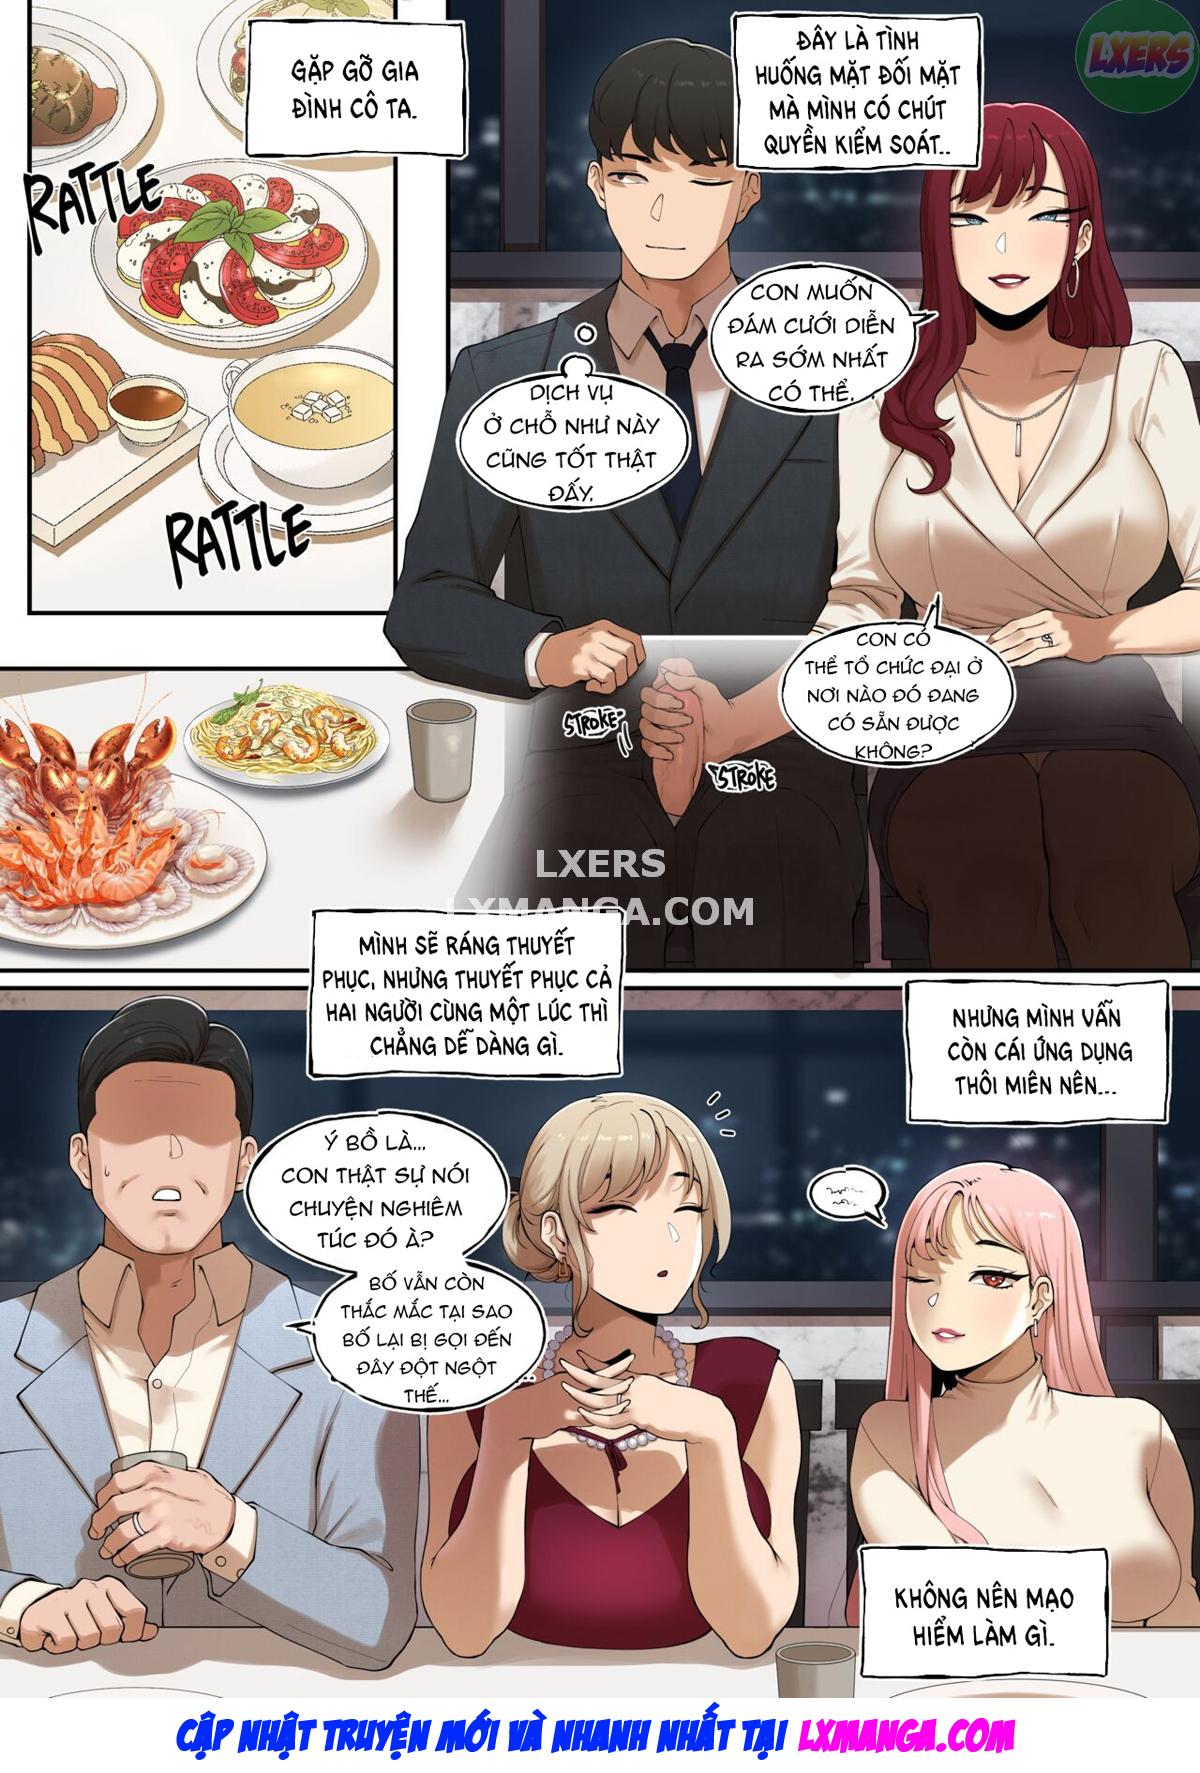 GẶP GỠ GIA
ĐÌNH CÔ TA.
ĐÂY LÀ TÌNH
HUỐNG MẶT ĐỐI MẶT
MÀ MÌNH CÓ CHÚT
QUYỀN KIỂM SOÁT..
LXERS
RATTLE
RATTLE
CON MUỐN
ĐÁM CƯỚI DIỄN
RA SỚM NHẤT
CÓ THỂ.
DỊCH VỤ
Ở CHỖ NHƯ NÀY
CŨNG TỐT THẬT
ĐẤY.
CON CÓ
THỂ TỔ CHỨC ĐẠI Ở
NƠI NÀO ĐÓ ĐANG
CÓ SẴN ĐƯỢC
KHÔNG?
STROKE
STROKE
LXERS
LXMANGA.COM
MÌNH SẼ RÁNG THUYẾT
PHỤC, NHƯNG THUYẾT PHỤC CẢ
HAI NGƯỜI CÙNG MỘT LÚC THÌ
CHẲNG DỄ DÀNG GÌ.
NHƯNG MÌNH VẪN
CÒN CÁI ỨNG DỤNG
THÔI MIÊN NÊN...
Ý BỒ LÀ...
CON THẬT SỰ NÓI
CHUYỆN NGHIÊM
TÚC ĐÓ À?
BỐ VẪN CÒN
THẮC MẮC TẠI SAO
BỐ LẠI BỊ GỌI ĐẾN
ĐÂY ĐỘT NGỘT
THẾ...
KHÔNG NÊN MẠO
HIỂM LÀM GÌ.
CẬP NHẬT TRUYỆN MỚI VÀ NHANH NHẤT TẠI LXMANGA.COM